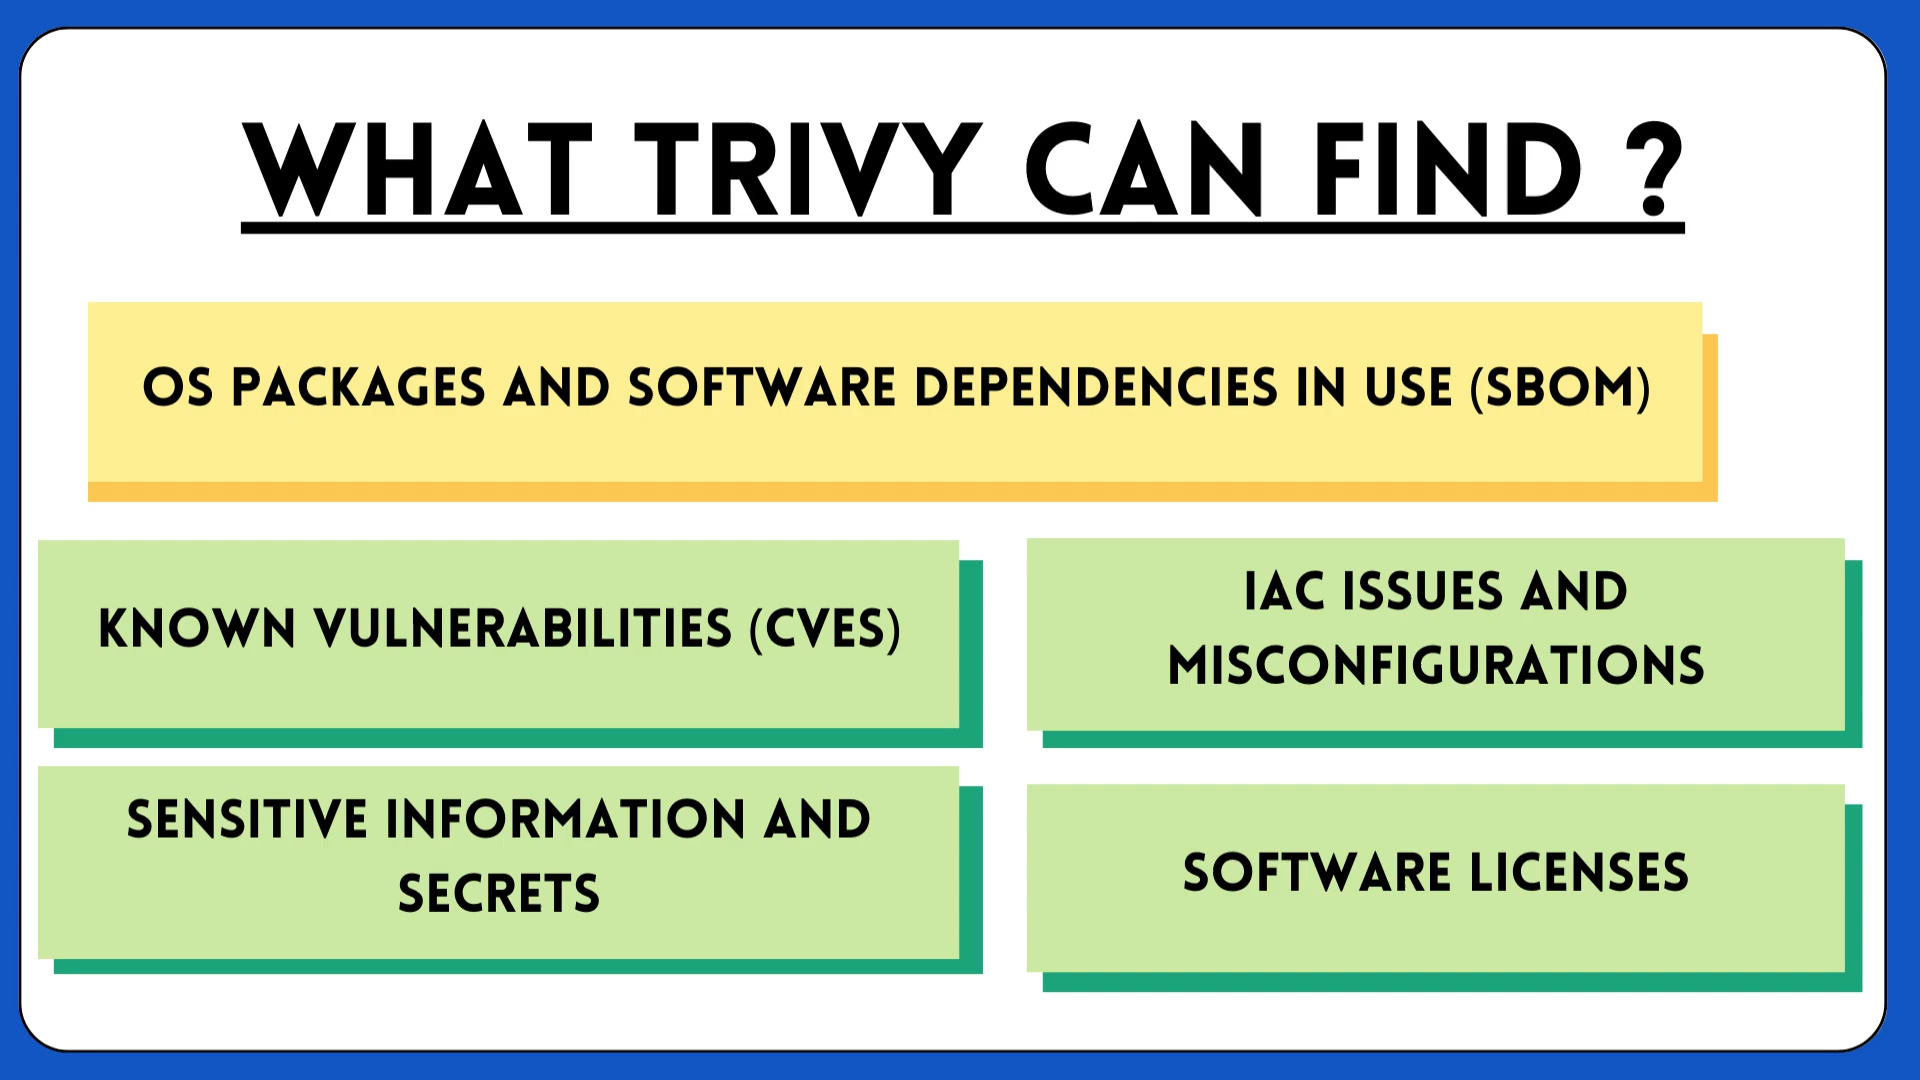 WHAT TRIVY CAN FIND ?
OS PACKAGES AND SOFTWARE DEPENDENCIES IN USE (SBOM)
KNOWN VULNERABILITIES (CVES)
IAC ISSUES AND
MISCONFIGURATIONS
SENSITIVE INFORMATION AND
SECRETS
SOFTWARE LICENSES